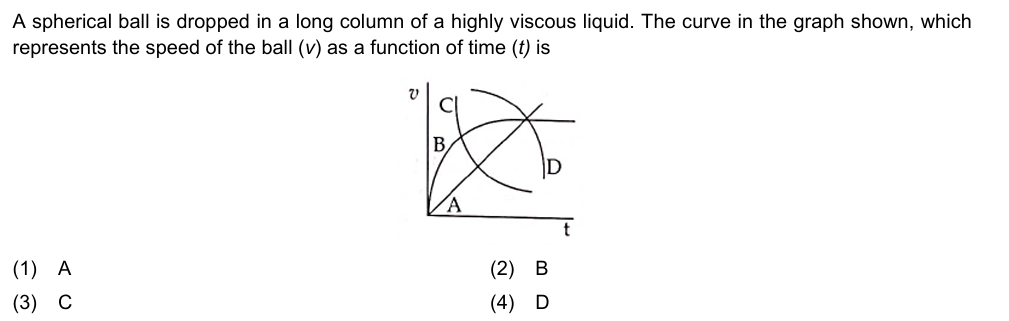 A spherical ball is dropped in a long column of a highly viscous liquid. The curve in the graph shown, which
represents the speed of the ball (v) as a function of time (t) is
v
C
B
D
A
t
(1) A
(2) B
(3) C
(4) D